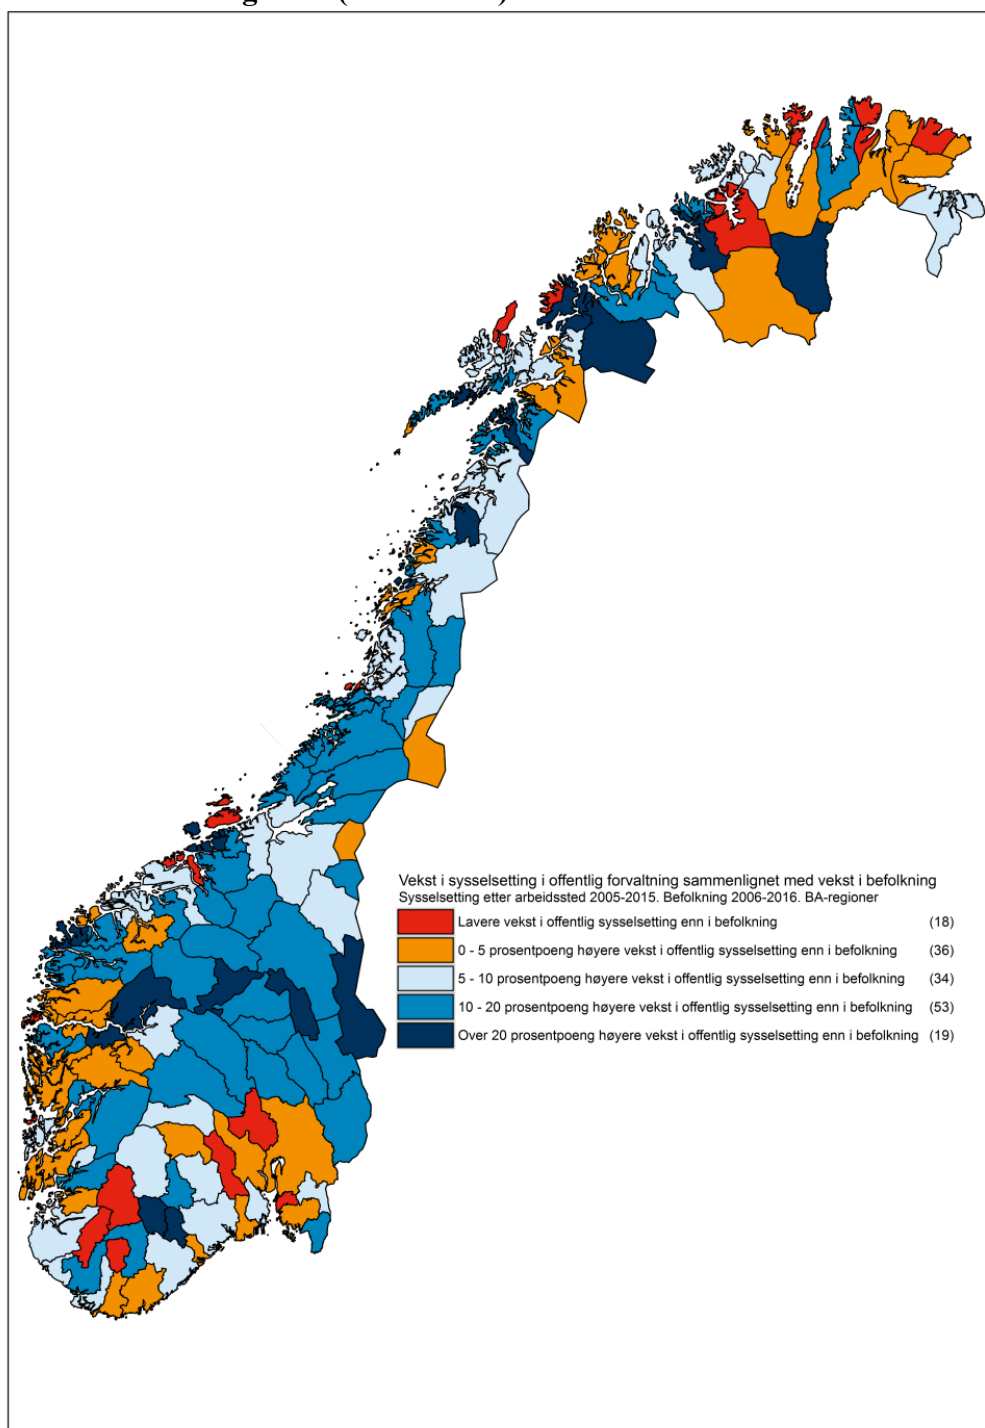 Vekst i sysselsetting i offentlig forvaltning sammenlignet med vekst i befolkning
Sysselsetting etter arbeidssted 2005-2015. Befolkning 2006-2016. BA-regioner
Lavere vekst i offentlig sysselsetting enn i befolkning (18)
0 - 5 prosentpoeng høyere vekst i offentlig sysselsetting enn i befolkning (36)
5 - 10 prosentpoeng høyere vekst i offentlig sysselsetting enn i befolkning (34)
10 - 20 prosentpoeng høyere vekst i offentlig sysselsetting enn i befolkning (53)
Over 20 prosentpoeng høyere vekst i offentlig sysselsetting enn i befolkning (19)